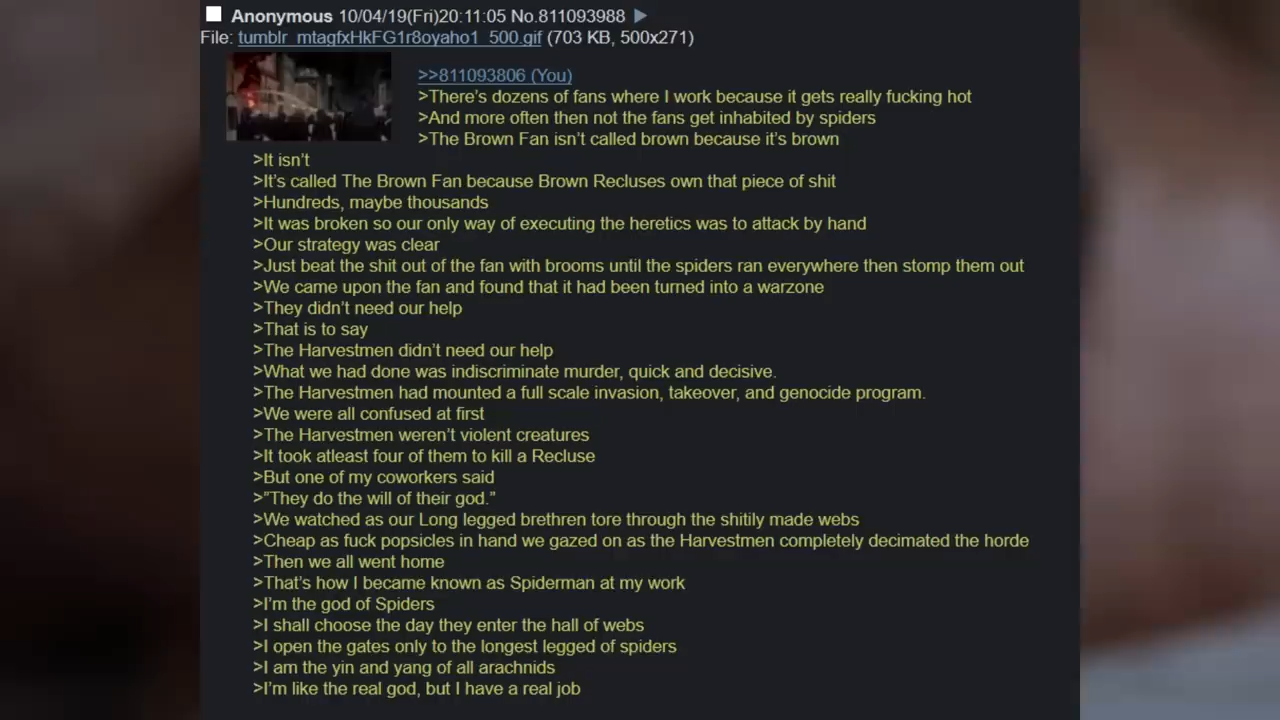 Anonymous 10/04/19(Fri)20:11:05 No.811093988 ▶
File: tumblr_mtagfxHkFG1r8oyaho1_500.gif (703 KB, 500x271)
>>811093806 (You)
>There's dozens of fans where I work because it gets really fucking hot
>And more often then not the fans get inhabited by spiders
>The Brown Fan isn't called brown because it's brown
>It isn't
>It's called The Brown Fan because Brown Recluses own that piece of shit
>Hundreds, maybe thousands
>It was broken so our only way of executing the heretics was to attack by hand
>Our strategy was clear
>Just beat the shit out of the fan with brooms until the spiders ran everywhere then stomp them out
>We came upon the fan and found that it had been turned into a warzone
>They didn't need our help
>That is to say
>The Harvestmen didn't need our help
>What we had done was indiscriminate murder, quick and decisive.
>The Harvestmen had mounted a full scale invasion, takeover, and genocide program.
>We were all confused at first
>The Harvestmen weren't violent creatures
>It took atleast four of them to kill a Recluse
>But one of my coworkers said
>"They do the will of their god."
>We watched as our Long legged brethren tore through the shitily made webs
>Cheap as fuck popsicles in hand we gazed on as the Harvestmen completely decimated the horde
>Then we all went home
>That's how I became known as Spiderman at my work
>I'm the god of Spiders
>I shall choose the day they enter the hall of webs
>I open the gates only to the longest legged of spiders
>I am the yin and yang of all arachnids
>I'm like the real god, but I have a real job